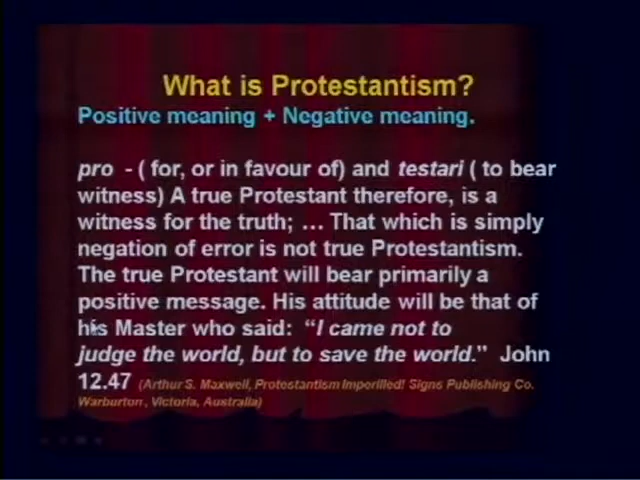 What is Protestantism?
Positive meaning + Negative meaning.
pro - ( for, or in favour of) and testari ( to bear
witness) A true Protestant therefore, is a
witness for the truth; ... That which is simply
negation of error is not true Protestantism.
The true Protestant will bear primarily a
positive message. His attitude will be that of
his Master who said: “I came not to
judge the world, but to save the world.” John
12.47 (Arthur S. Maxwell, Protestantism Imperilled! Signs Publishing Co.
Warburton , Victoria, Australia)